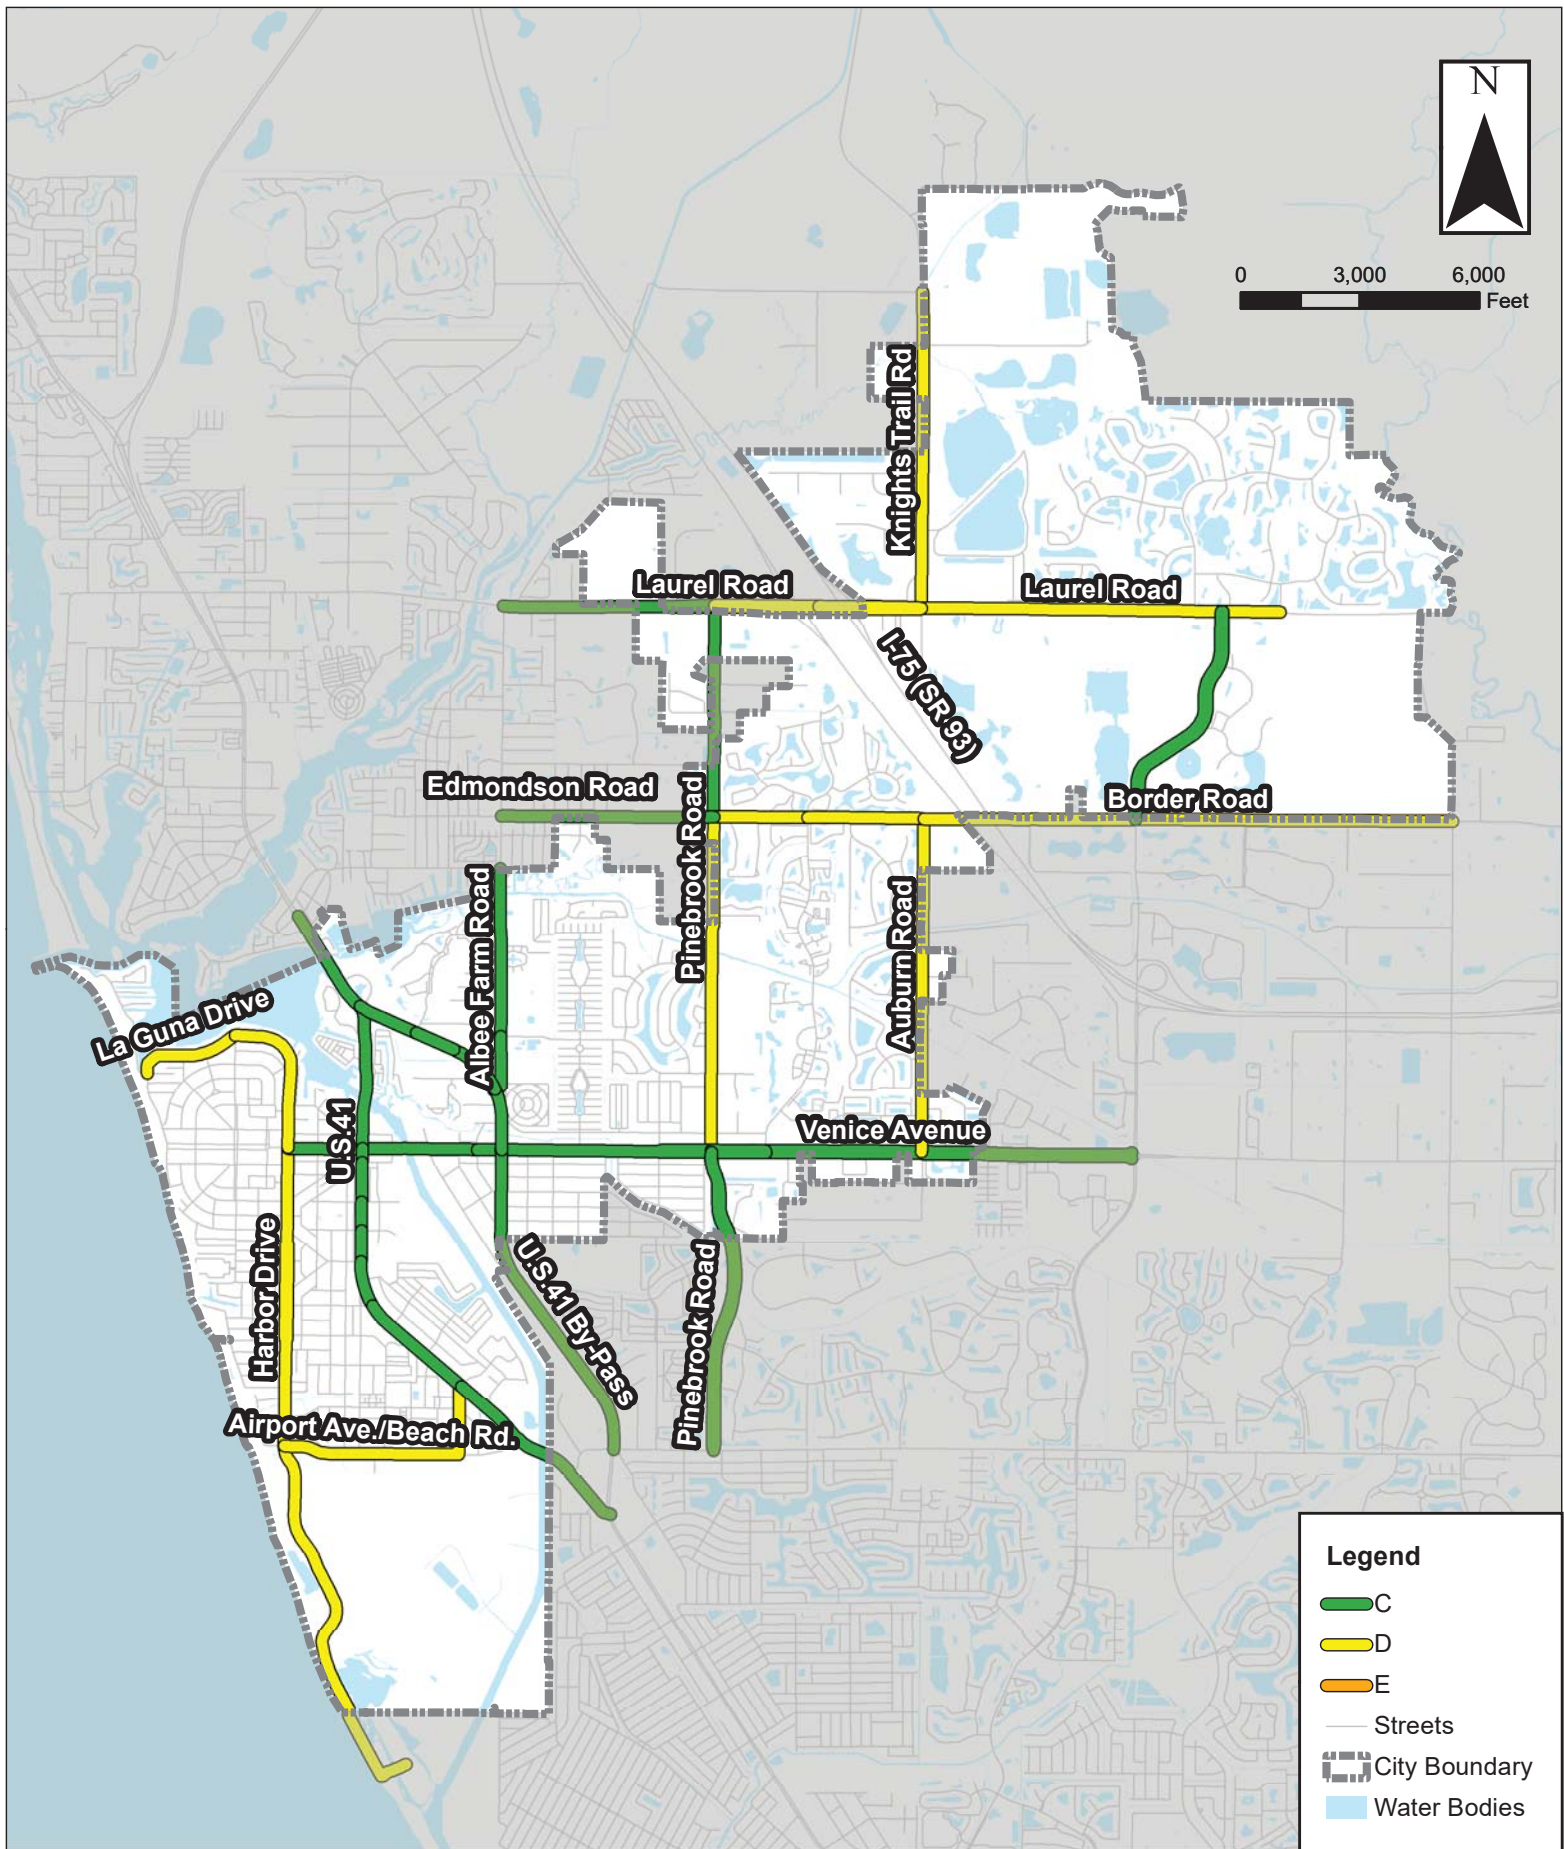 N
0 3,000 6,000
Feet
Knights Trail Rd
Laurel Road
Laurel Road
I-75 (SR 93)
Edmondson Road
Pinebrook Road
Border Road
Albee Farm Road
Auburn Road
La Guna Drive
U.S.41
Venice Avenue
Harbor Drive
U.S.41 By-Pass
Pinebrook Road
Airport Ave./Beach Rd.
Legend
C
D
E
Streets
City Boundary
Water Bodies